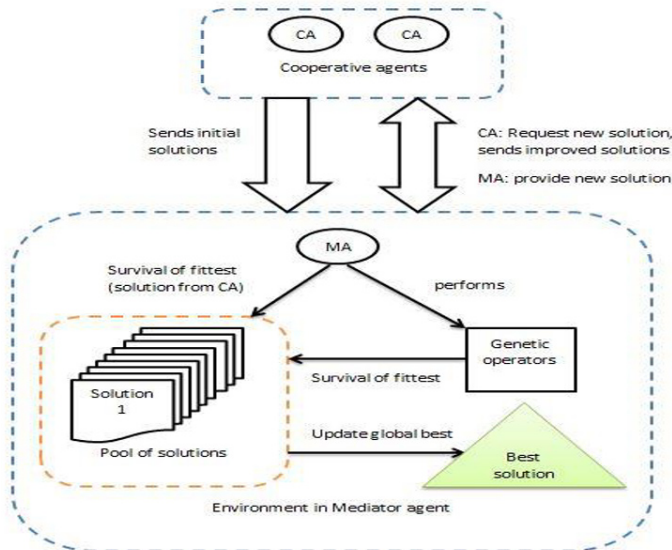 CA
CA
Cooperative agents
Sends initial
solutions
CA: Request new solution,
sends improved solutions
MA: provide new solution
MA
Survival of fittest
(solution from CA)
performs
Genetic
operators
Survival of fittest
Solution
1
Pool of solutions
Update global best
Best
solution
Environment in Mediator agent